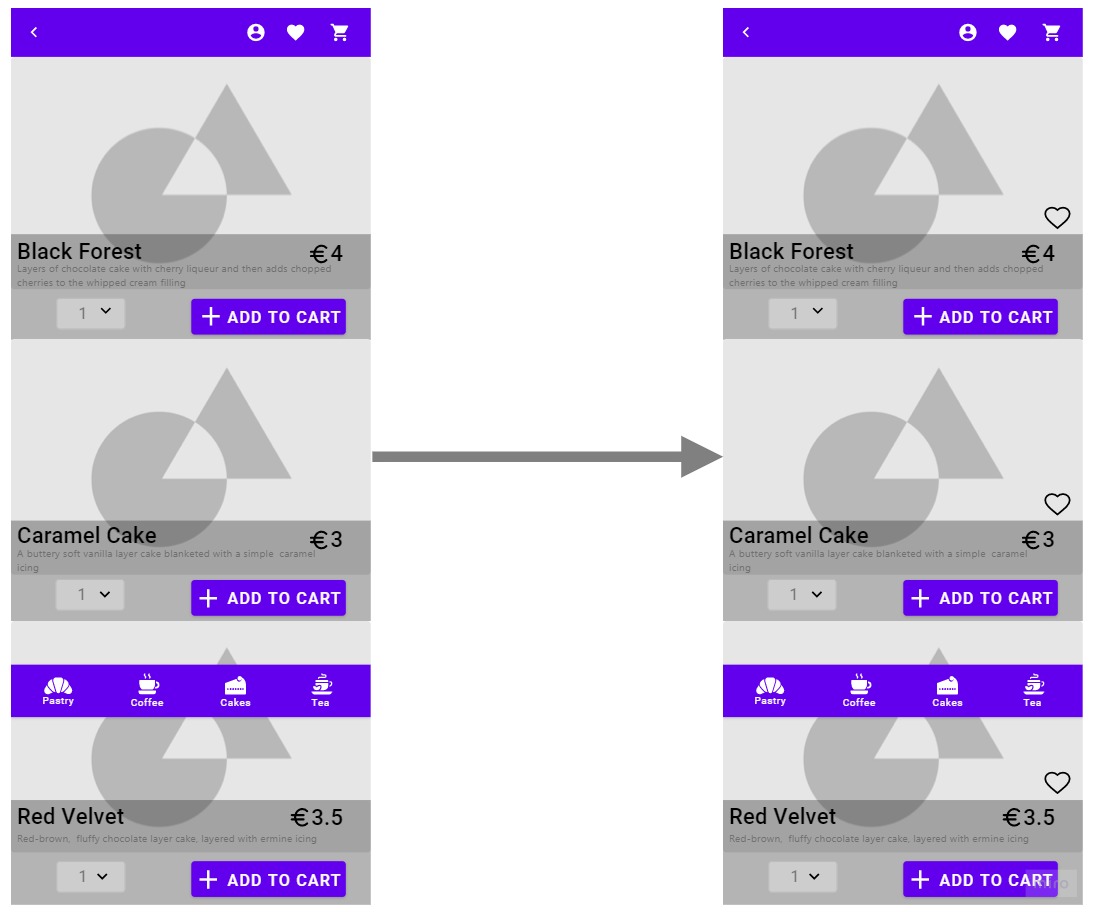 Black Forest
€4
Layers of chocolate cake with cherry liqueur and then adds chopped
cherries to the whipped cream filling
1
ADD TO CART
Caramel Cake
€3
A buttery soft vanilla layer cake blanketed with a simple caramel
icing
1
ADD TO CART
Pastry
Coffee
Cakes
Tea
Red Velvet
€3.5
Red-brown, fluffy chocolate layer cake, layered with ermine icing
1
ADD TO CART
Black Forest
€4
Layers of chocolate cake with cherry liqueur and then adds chopped
cherries to the whipped cream filling
1
ADD TO CART
Caramel Cake
€3
A buttery soft vanilla layer cake blanketed with a simple caramel
icing
1
ADD TO CART
Pastry
Coffee
Cakes
Tea
Red Velvet
€3.5
Red-brown, fluffy chocolate layer cake, layered with ermine icing
1
ADD TO CART